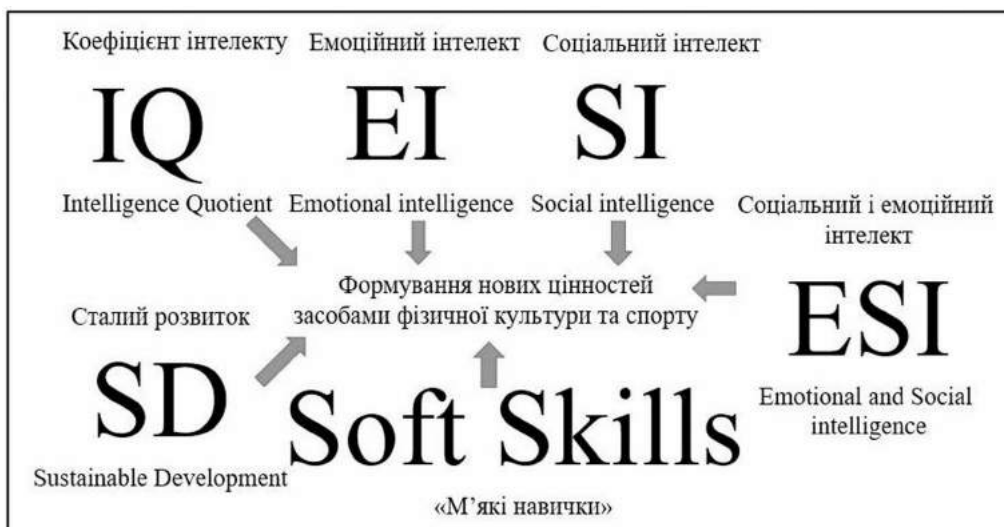 Коефіцієнт інтелекту
IQ
Intelligence Quotient
Емоційний інтелект
EI
Emotional intelligence
Соціальний інтелект
SI
Social intelligence
Соціальний і емоційний
інтелект
ESI
Emotional and Social
intelligence
Формування нових цінностей
засобами фізичної культури та спорту
Сталий розвиток
SD
Sustainable Development
Soft Skills
«М’які навички»